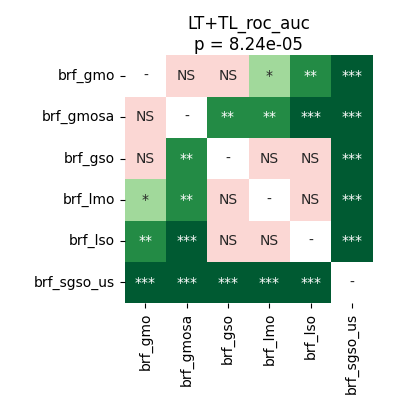 LT+TL_roc_auc
p = 8.24e-05
brf_gmo - NS NS * ** ***
brf_gmosa NS - ** ** *** ***
brf_gso NS ** - NS NS ***
brf_lmo * ** NS - NS ***
brf_lso ** *** NS NS - ***
brf_sgso_us *** *** *** *** *** -
brf_gmo brf_gmosa brf_gso brf_lmo brf_lso brf_sgso_us